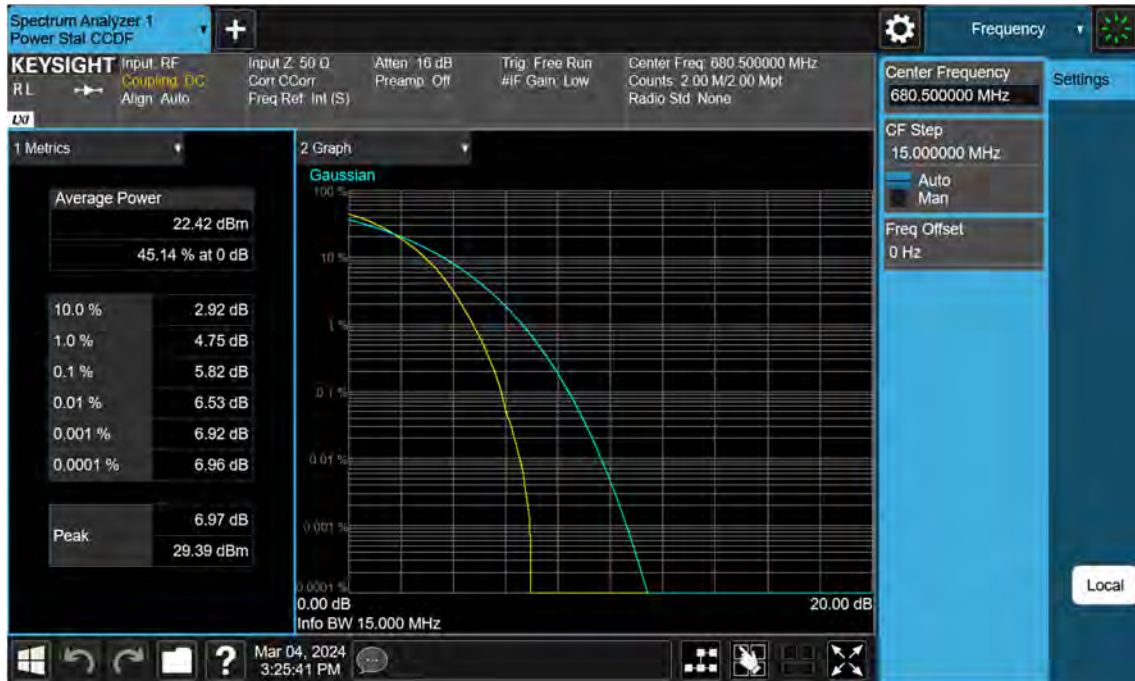 Spectrum Analyzer 1
Power Stat CCDF
+
Frequency
KEYSIGHT
Input: RF
Coupling: DC
Align: Auto
Input Z: 50 Ω
Corr CCorr
Freq Ref: Int (S)
Atten: 16 dB
Preamp: Off
Trig: Free Run
#IF Gain: Low
Center Freq: 680.500000 MHz
Counts: 2.00 M/2.00 Mpt
Radio Std: None
R L
LXI
Center Frequency
680.500000 MHz
Settings
CF Step
15.000000 MHz
Auto
Man
Freq Offset
0 Hz
1 Metrics
Average Power
22.42 dBm
45.14 % at 0 dB
10.0 % 2.92 dB
1.0 % 4.75 dB
0.1 % 5.82 dB
0.01 % 6.53 dB
0.001 % 6.92 dB
0.0001 % 6.96 dB
Peak
6.97 dB
29.39 dBm
2 Graph
Gaussian
100 %
10 %
1 %
0.1 %
0.01 %
0.001 %
0.0001 %
0.00 dB 20.00 dB
Info BW 15.000 MHz
Local
?
Mar 04, 2024
3:25:41 PM